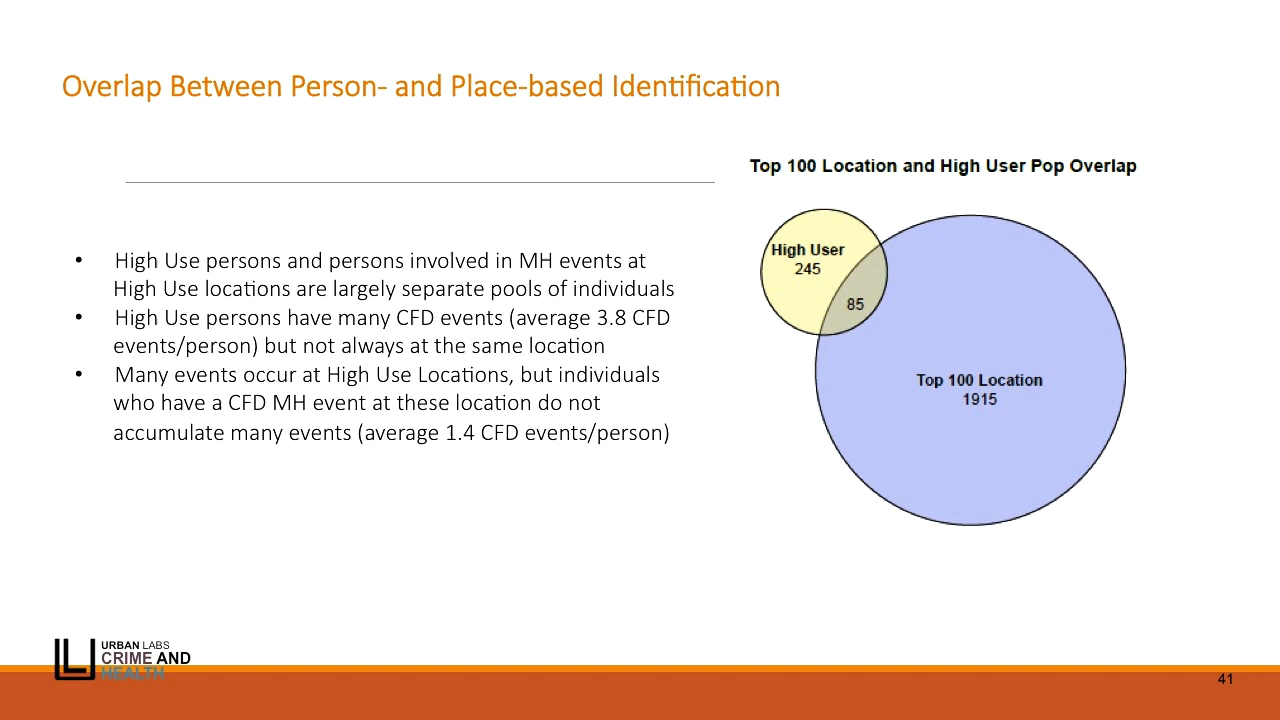 Overlap Between Person- and Place-based Identification
• High Use persons and persons involved in MH events at
High Use locations are largely separate pools of individuals
• High Use persons have many CFD events (average 3.8 CFD
events/person) but not always at the same location
• Many events occur at High Use Locations, but individuals
who have a CFD MH event at these location do not
accumulate many events (average 1.4 CFD events/person)
Top 100 Location and High User Pop Overlap
High User
245
85
Top 100 Location
1915
URBAN LABS
CRIME AND
HEALTH
41